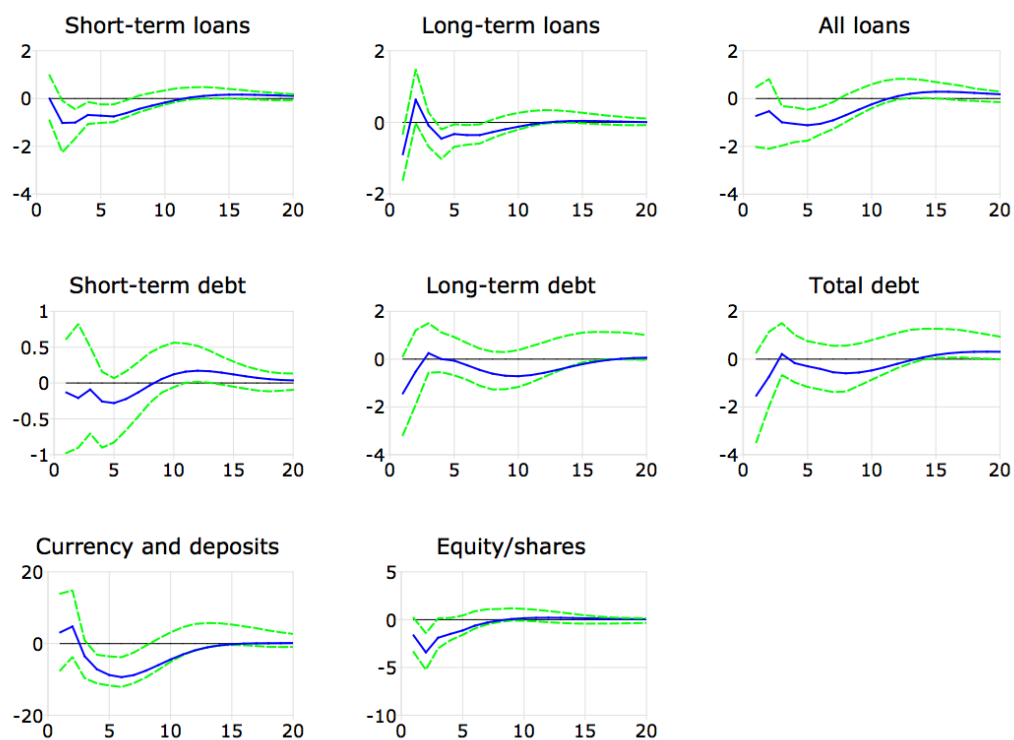 Short-term loans
Long-term loans
All loans
2
0
-2
-4
0 5 10 15 20
2
0
-2
0 5 10 15 20
2
0
-2
-4
0 5 10 15 20
Short-term debt
Long-term debt
Total debt
1
0.5
0
-0.5
-1
0 5 10 15 20
2
0
-2
-4
0 5 10 15 20
2
0
-2
-4
0 5 10 15 20
Currency and deposits
Equity/shares
20
0
-20
0 5 10 15 20
5
0
-5
-10
0 5 10 15 20